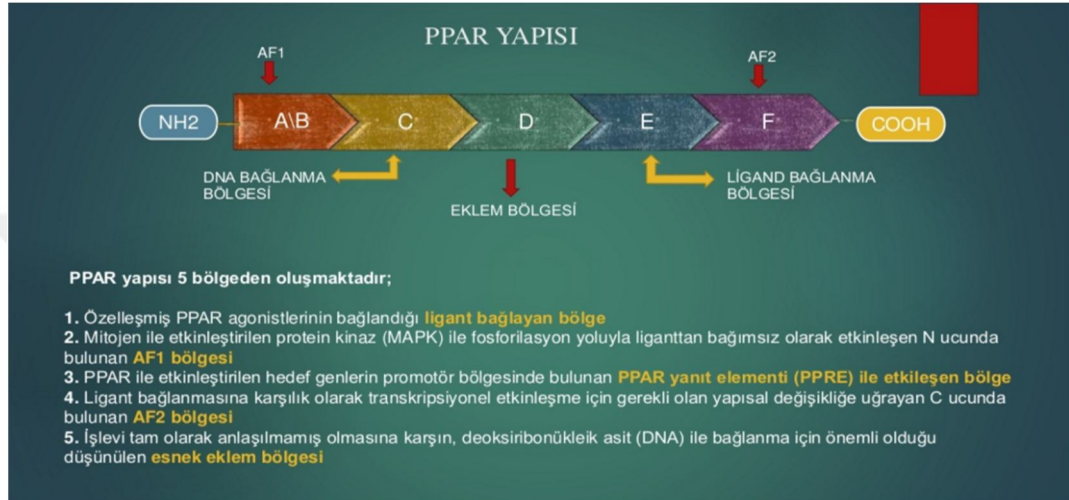 PPAR YAPISI
AF1
AF2
NH2
A\B
C
D
E
F
COOH
DNA BAĞLANMA
BÖLGESİ
EKLEM BÖLGESİ
LİGAND BAĞLANMA
BÖLGESİ
PPAR yapısı 5 bölgeden oluşmaktadır;
1. Özelleşmiş PPAR agonistlerinin bağlandığı ligant bağlayan bölge
2. Mitojen ile etkinleştirilen protein kinaz (MAPK) ile fosforilasyon yoluyla liganttan bağımsız olarak etkinleşen N ucunda
bulunan AF1 bölgesi
3. PPAR ile etkinleştirilen hedef genlerin promotör bölgesinde bulunan PPAR yanıt elementi (PPRE) ile etkileşen bölge
4. Ligant bağlanmasına karşılık olarak transkripsiyonel etkinleşme için gerekli olan yapısal değişikliğe uğrayan C ucunda
bulunan AF2 bölgesi
5. İşlevi tam olarak anlaşılmamış olmasına karşın, deoksiribonükleik asit (DNA) ile bağlanma için önemli olduğu
düşünülen esnek eklem bölgesi